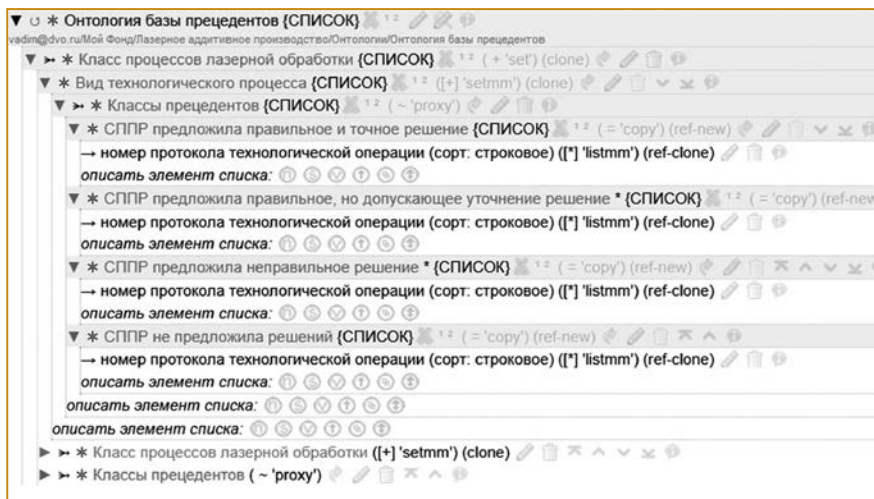 ▼ ↻ * Онтология базы прецедентов {СПИСОК} 1 2
vadim@dvo.ru/Мой Фонд/Лазерное аддитивное производство/Онтологии/Онтология базы прецедентов
▼ ➳ * Класс процессов лазерной обработки {СПИСОК} 1 2 ( + 'set') (clone)
▼ * Вид технологического процесса {СПИСОК} 1 2 ([+] 'setmm') (clone)
▼ ➳ * Классы прецедентов {СПИСОК} 1 2 ( ~ 'proxy')
▼ * СППР предложила правильное и точное решение {СПИСОК} 1 2 ( = 'copy') (ref-new)
→ номер протокола технологической операции (сорт: строковое) ([*] 'listmm') (ref-clone)
описать элемент списка:
▼ * СППР предложила правильное, но допускающее уточнение решение * {СПИСОК} 1 2 ( = 'copy') (ref-new
→ номер протокола технологической операции (сорт: строковое) ([*] 'listmm') (ref-clone)
описать элемент списка:
▼ * СППР предложила неправильное решение * {СПИСОК} 1 2 ( = 'copy') (ref-new)
→ номер протокола технологической операции (сорт: строковое) ([*] 'listmm') (ref-clone)
описать элемент списка:
▼ * СППР не предложила решений {СПИСОК} 1 2 ( = 'copy') (ref-new)
→ номер протокола технологической операции (сорт: строковое) ([*] 'listmm') (ref-clone)
описать элемент списка:
описать элемент списка:
описать элемент списка:
▶ ➳ * Класс процессов лазерной обработки ([+] 'setmm') (clone)
▶ ➳ * Классы прецедентов ( ~ 'proxy')